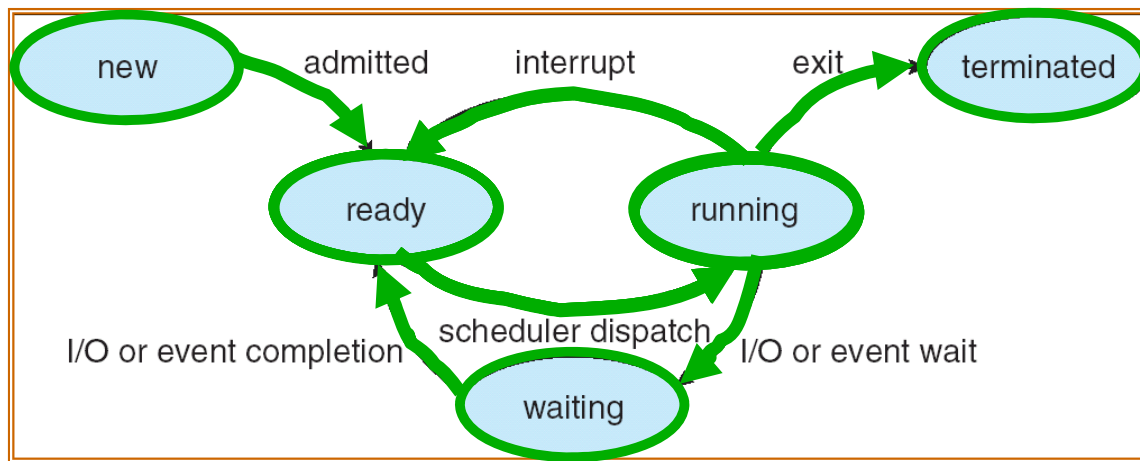 new
admitted
interrupt
exit
terminated
ready
running
scheduler dispatch
I/O or event completion
I/O or event wait
waiting